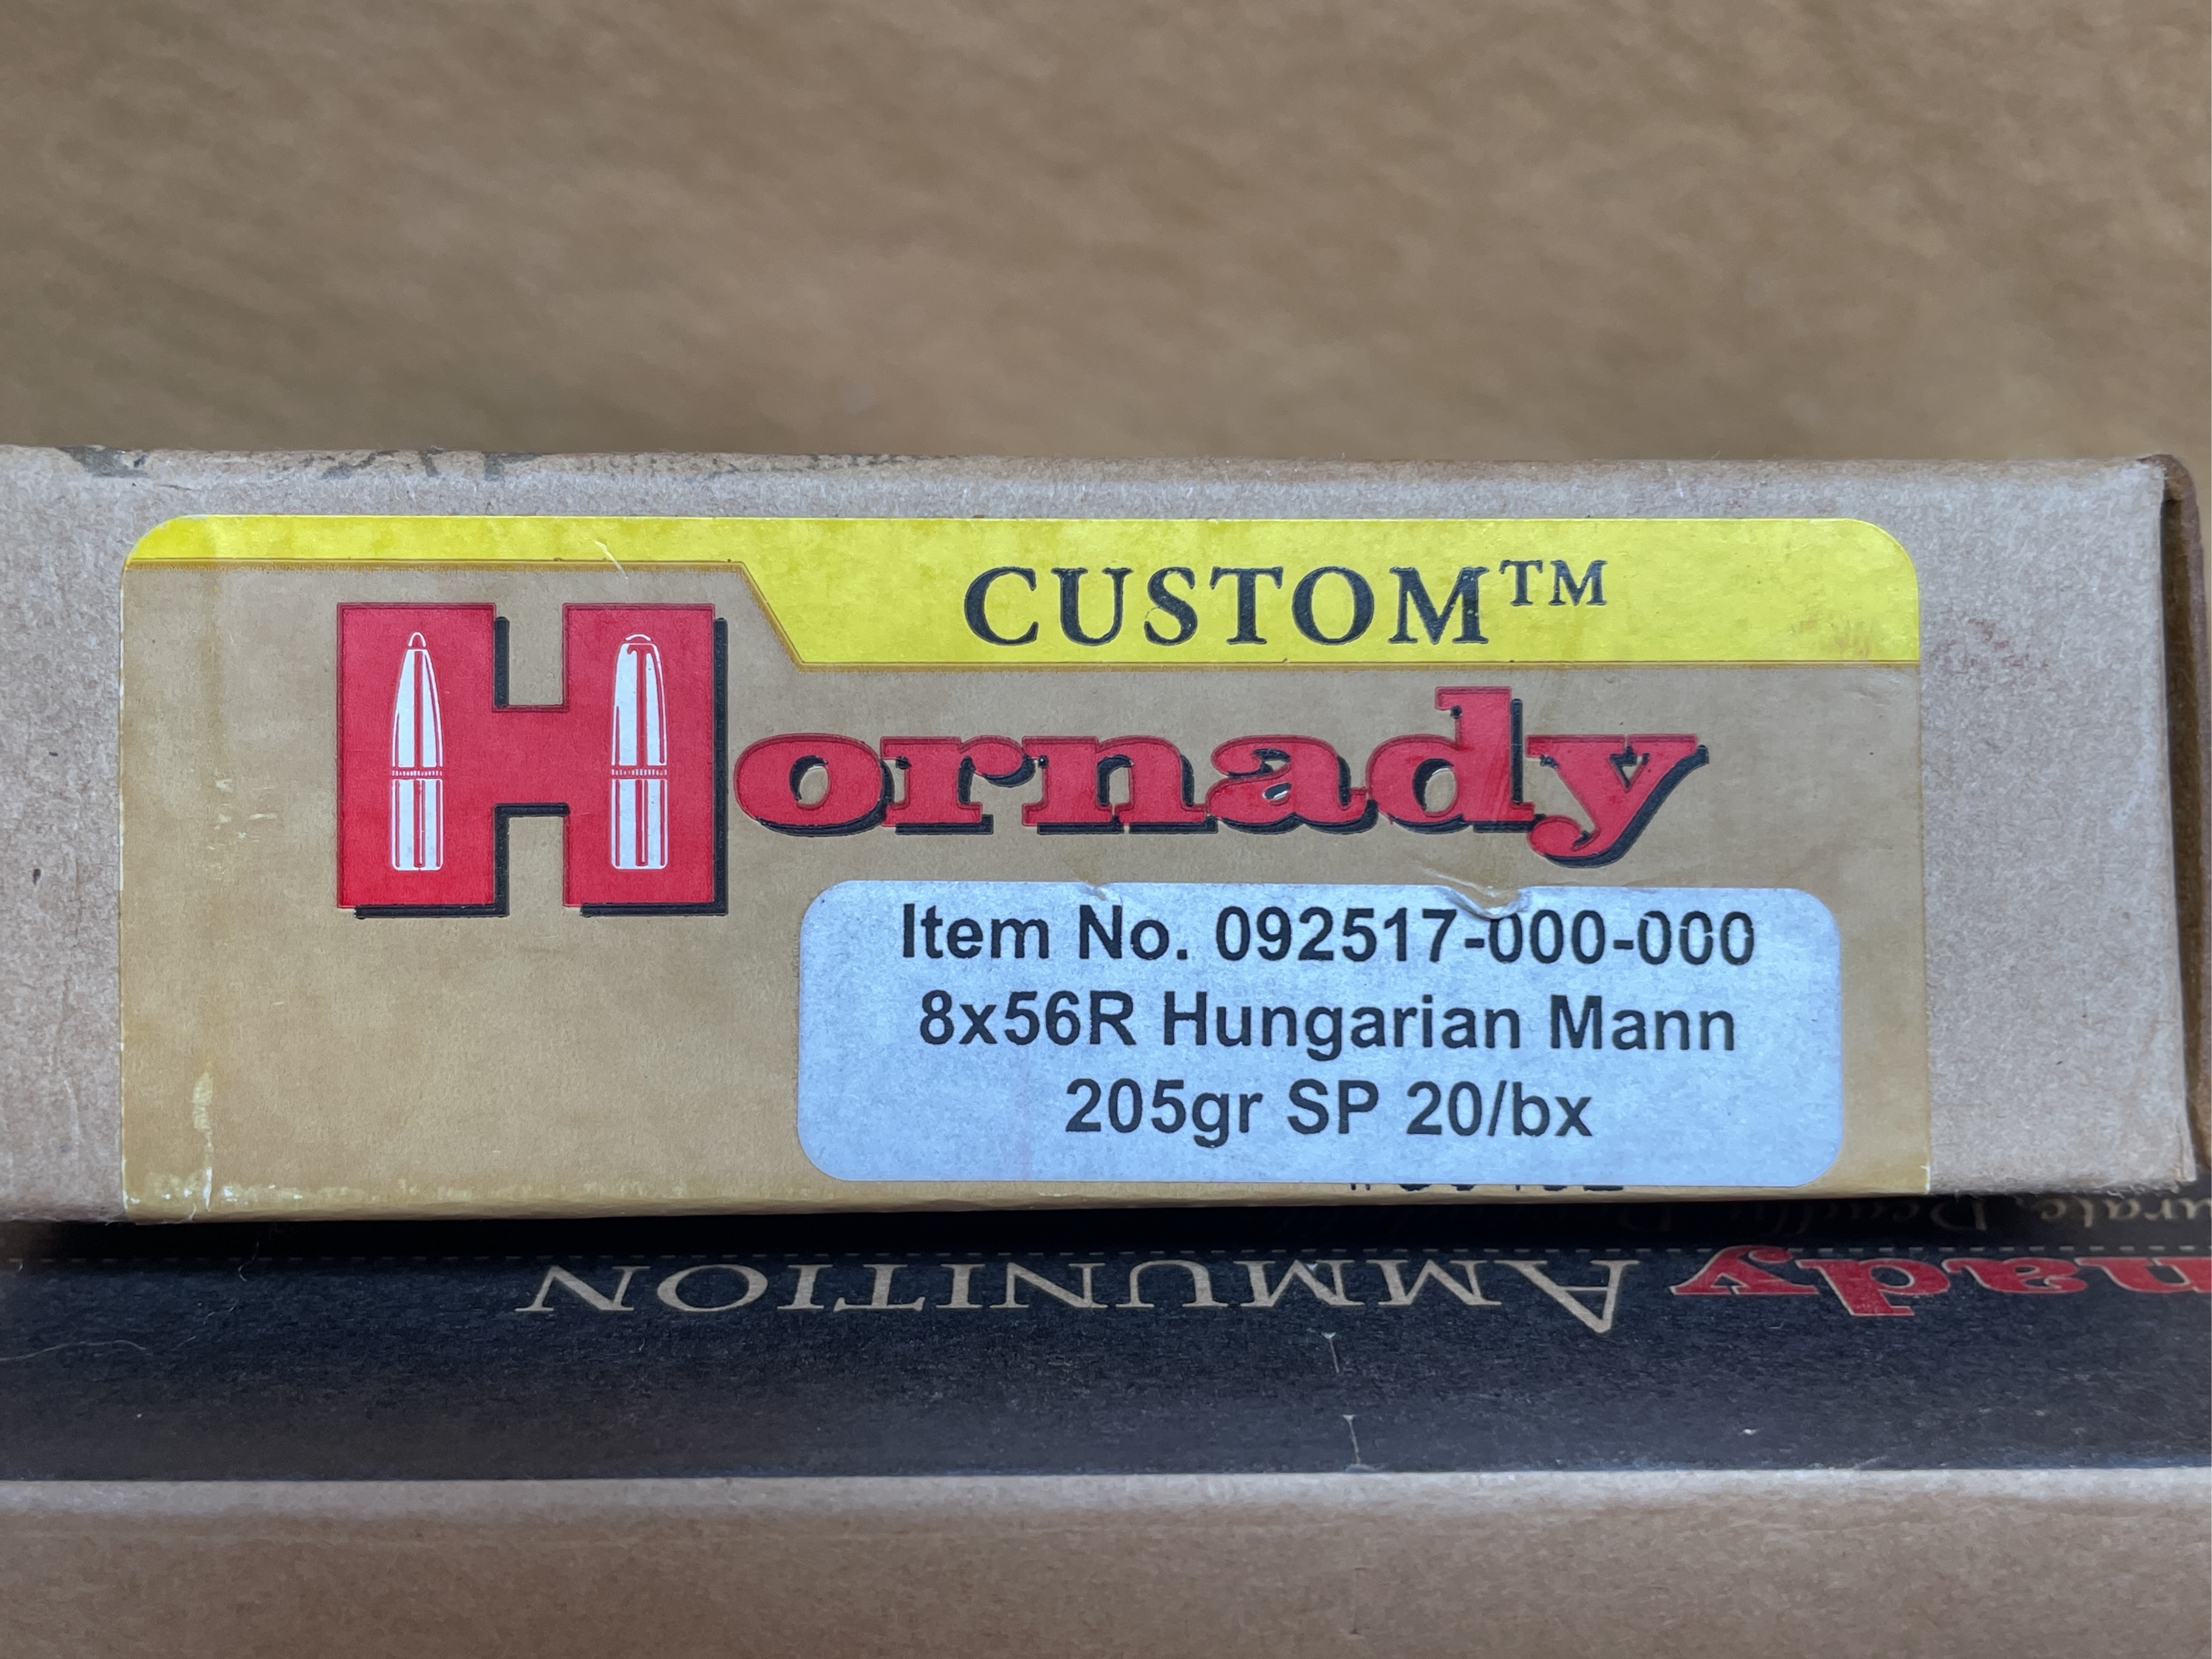 CUSTOM™
Hornady
Item No. 092517-000-000
8x56R Hungarian Mann
205gr SP 20/bx
AMMUNITION